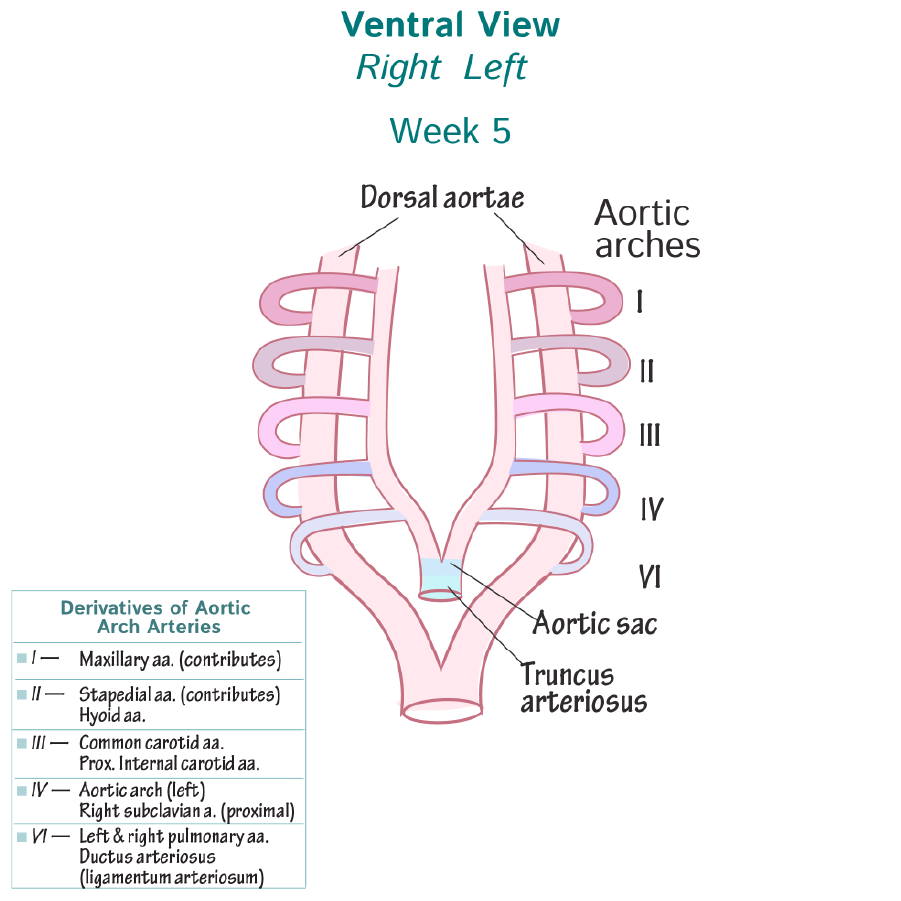 Ventral View
Right Left
Week 5
Dorsal aortae
Aortic
arches
I
II
III
IV
VI
Aortic sac
Truncus
arteriosus
Derivatives of Aortic
Arch Arteries
I — Maxillary aa. (contributes)
II — Stapedial aa. (contributes)
Hyoid aa.
III — Common carotid aa.
Prox. Internal carotid aa.
IV — Aortic arch (left)
Right subclavian a. (proximal)
VI — Left & right pulmonary aa.
Ductus arteriosus
(ligamentum arteriosum)